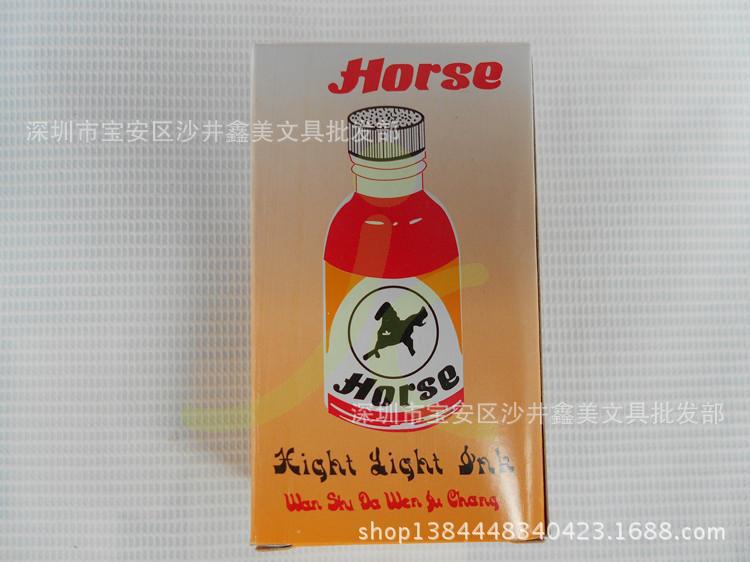 Horse
深圳市宝安区沙井鑫美文具批发部
Horse
深圳市宝安区沙井鑫美文具批发部
Hight Light Ink
Wan Shi Da Wen Ju Chang
shop1384448840423.1688.com